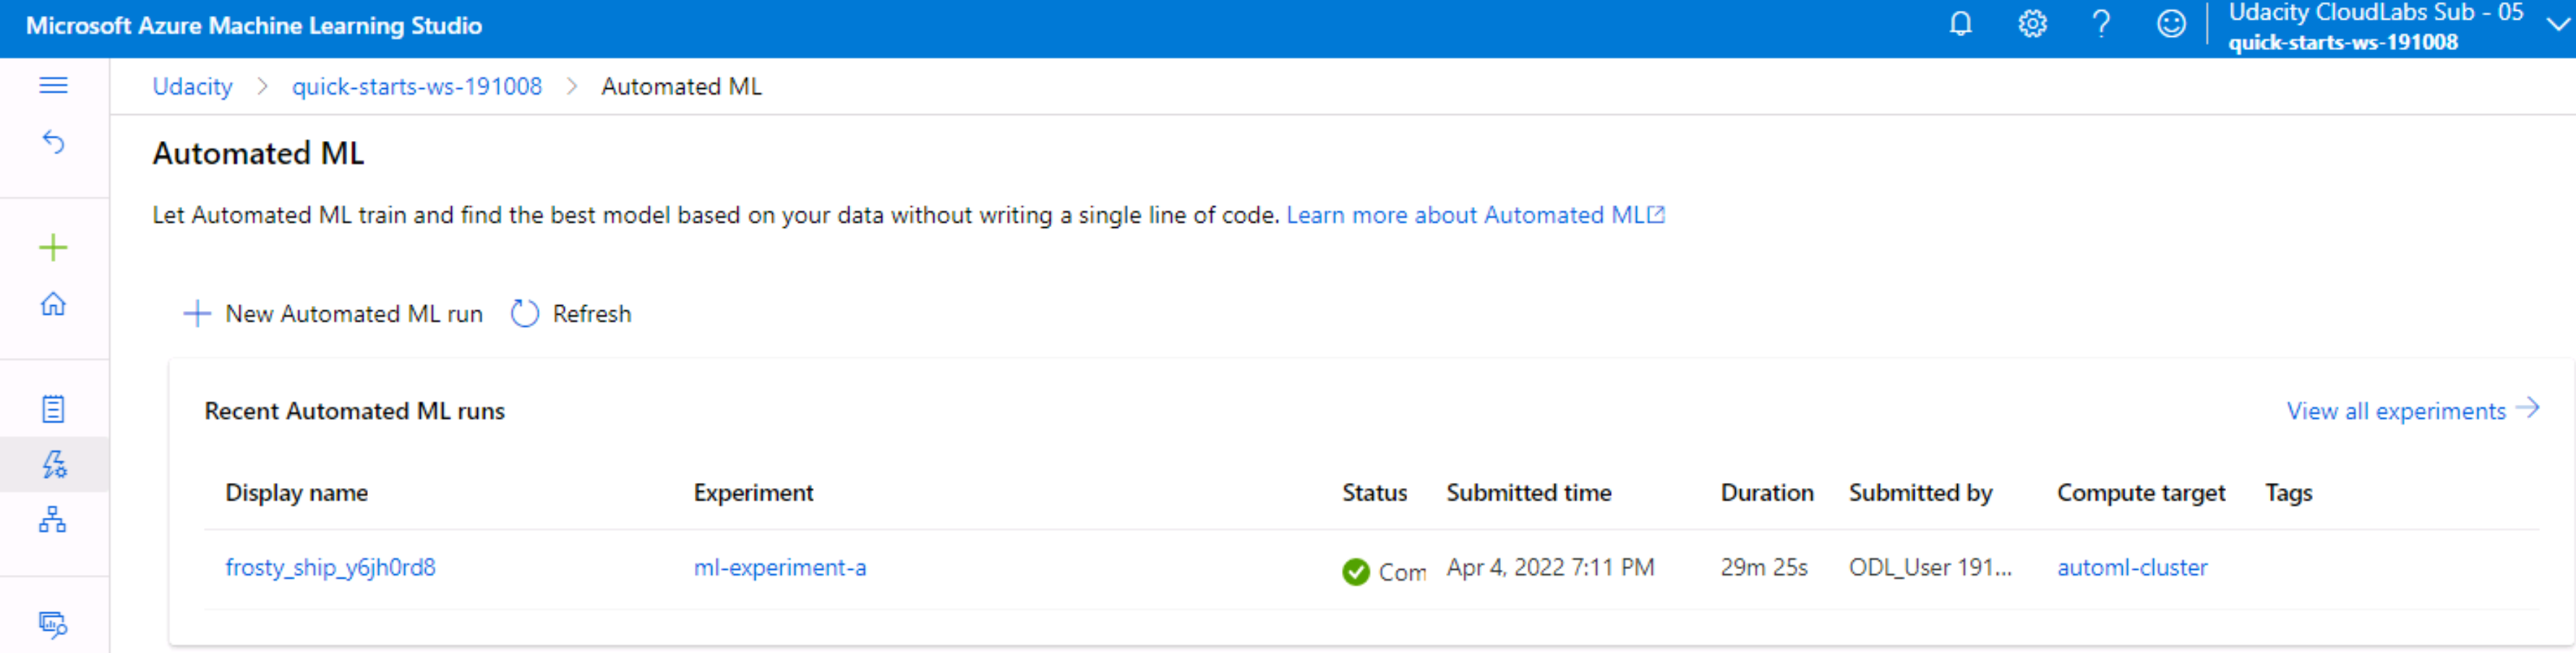 Microsoft Azure Machine Learning Studio
Udacity CloudLabs Sub - 05
quick-starts-ws-191008
Udacity > quick-starts-ws-191008 > Automated ML
Automated ML
Let Automated ML train and find the best model based on your data without writing a single line of code. Learn more about Automated ML
New Automated ML run Refresh
Recent Automated ML runs View all experiments
Display name Experiment Status Submitted time Duration Submitted by Compute target Tags
frosty_ship_y6jh0rd8 ml-experiment-a Com Apr 4, 2022 7:11 PM 29m 25s ODL_User 191... automl-cluster